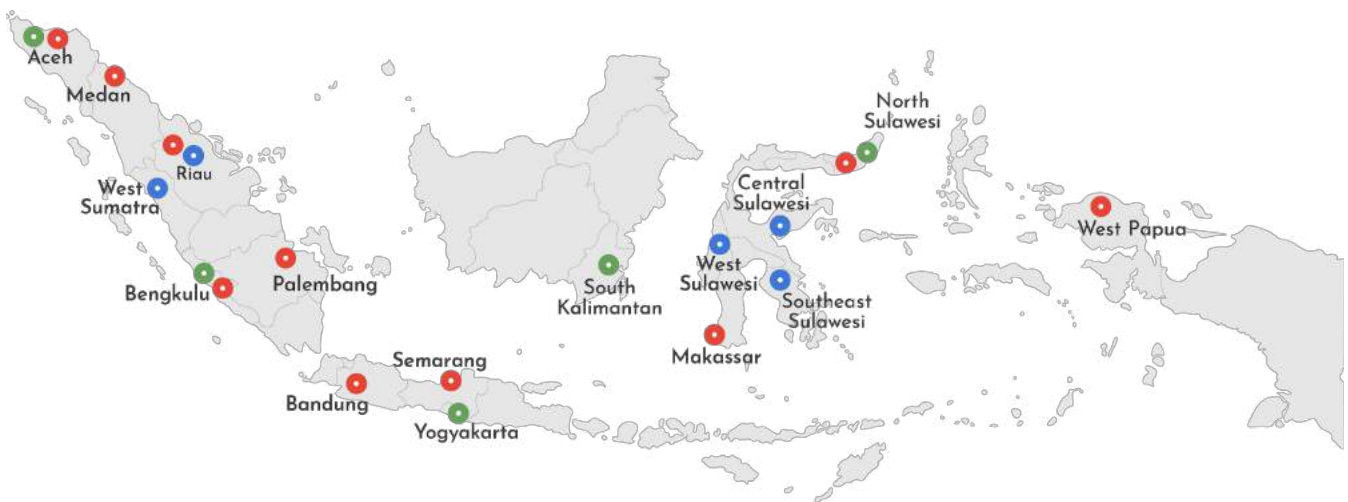 Aceh
Medan
Riau
West
Sumatra
Bengkulu
Palembang
Semarang
Bandung
Yogyakarta
South
Kalimantan
North
Sulawesi
Central
Sulawesi
West
Sulawesi
Southeast
Sulawesi
Makassar
West Papua